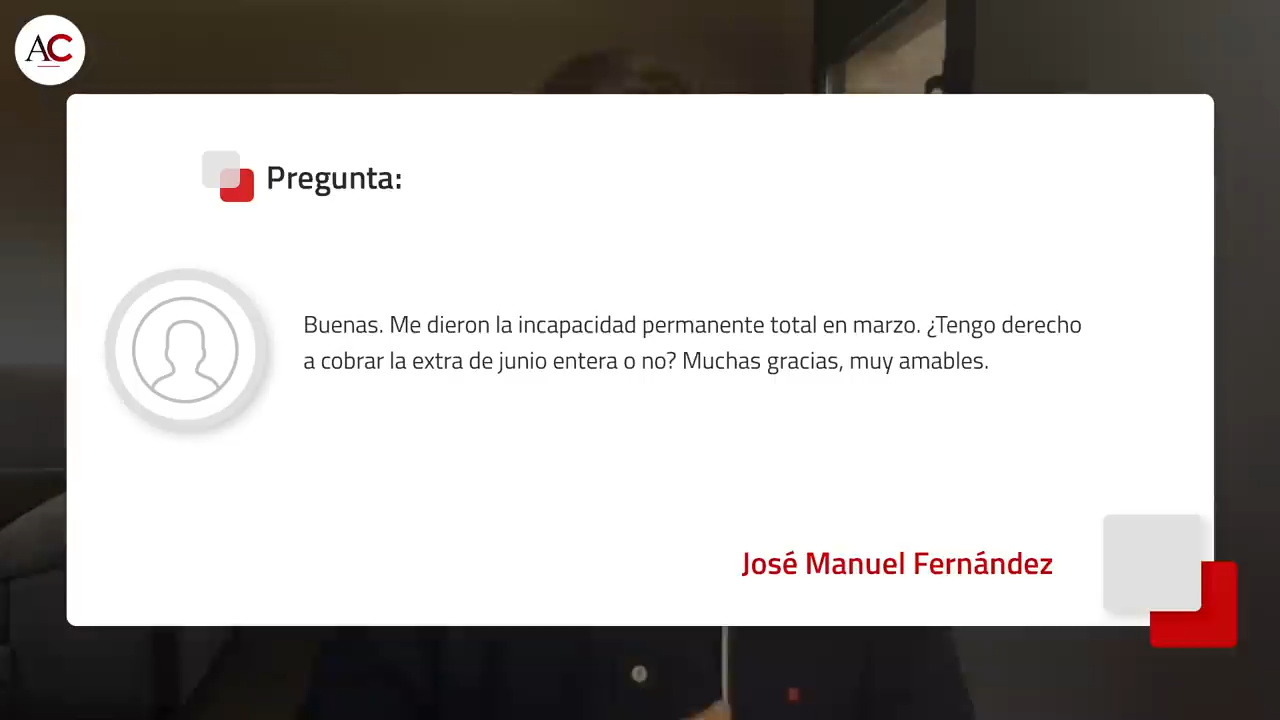 AC
Pregunta:
Buenas. Me dieron la incapacidad permanente total en marzo. ¿Tengo derecho
a cobrar la extra de junio entera o no? Muchas gracias, muy amables.
José Manuel Fernández